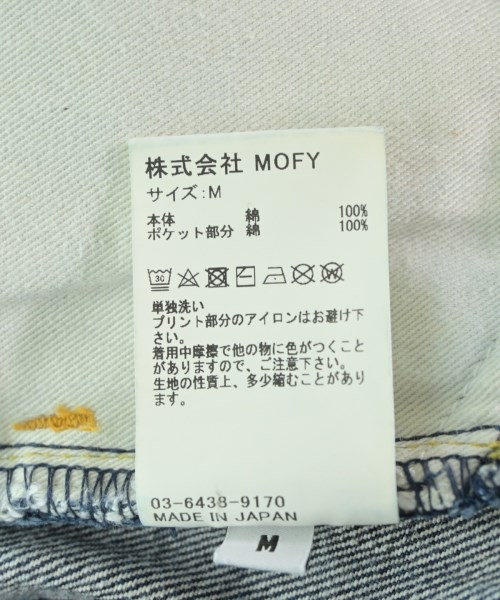 株式会社 MOFY
サイズ:M
本体 綿 100%
ポケット部分 綿 100%
30
単独洗い
プリント部分のアイロンはお避け下
さい。
着用中摩擦で他の物に色がつくこと
がありますので、ご注意下さい。
生地の性質上、多少縮むことがあり
ます。
03-6438-9170
MADE IN JAPAN
M